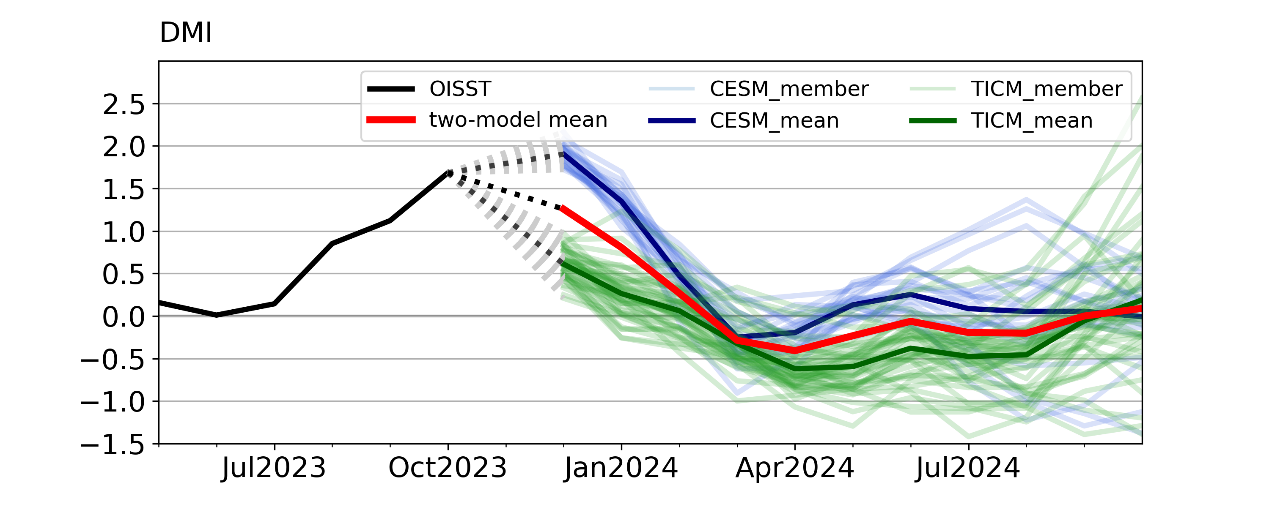 DMI
OISST CESM_member TICM_member
two-model mean CESM_mean TICM_mean
2.5
2.0
1.5
1.0
0.5
0.0
−0.5
−1.0
−1.5
Jul2023 Oct2023 Jan2024 Apr2024 Jul2024